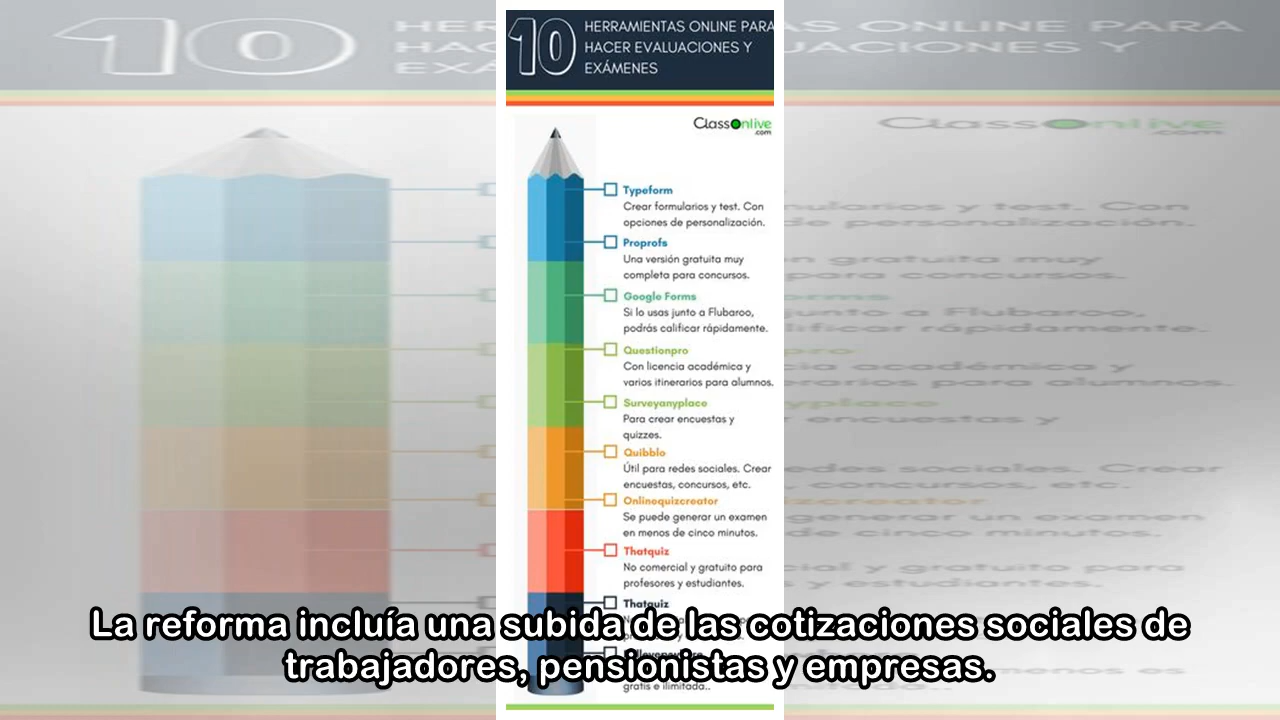 10
HERRAMIENTAS ONLINE PARA
HACER EVALUACIONES Y
EXÁMENES
ClassOnlive
.com
Typeform
Crear formularios y test. Con
opciones de personalización.
Proprofs
Una versión gratuita muy
completa para concursos.
Google Forms
Si lo usas junto a Flubaroo,
podrás calificar rápidamente.
Questionpro
Con licencia académica y
varios itinerarios para alumnos.
Surveyanyplace
Para crear encuestas y
quizzes.
Quibblo
Útil para redes sociales. Crear
encuestas, concursos, etc.
Onlinequizcreator
Se puede generar un examen
en menos de cinco minutos.
Thatquiz
No comercial y gratuito para
profesores y estudiantes.
Thatquiz
gratis e ilimitada..
La reforma incluía una subida de las cotizaciones sociales de
trabajadores, pensionistas y empresas.